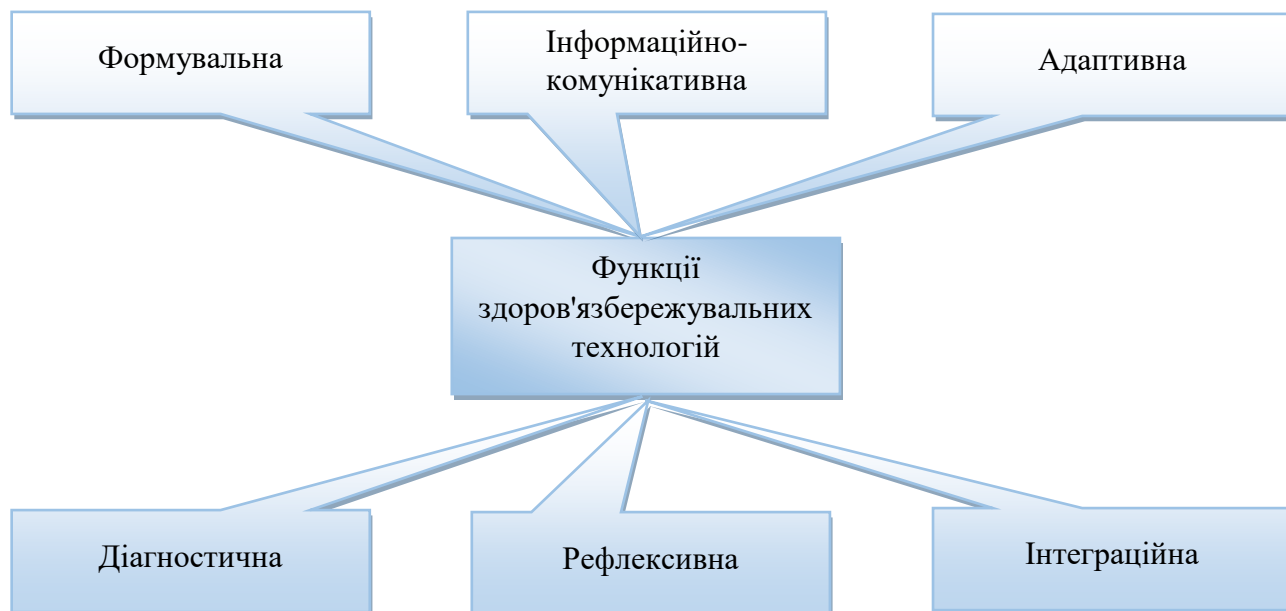 Формувальна
Інформаційно-
комунікативна
Адаптивна
Функції
здоров'язбережувальних
технологій
Діагностична
Рефлексивна
Інтеграційна